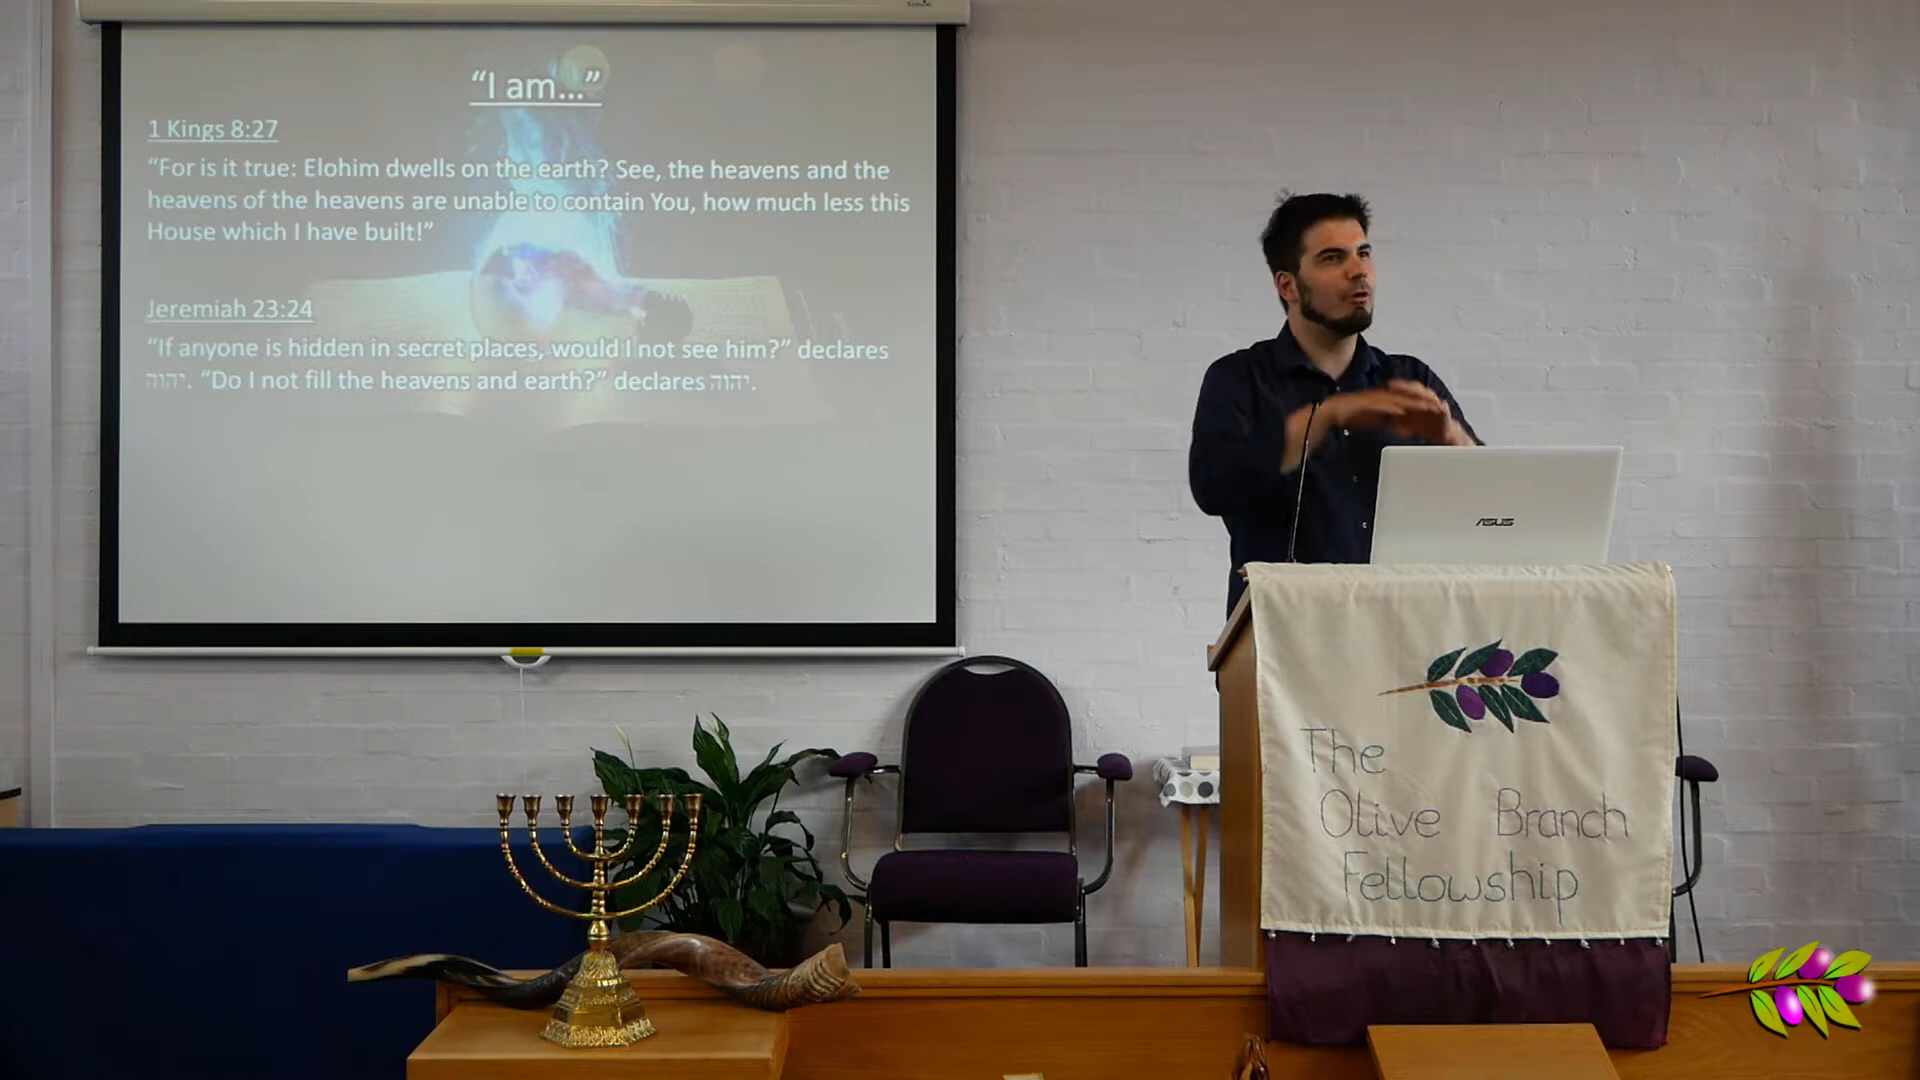 “I am...”
1 Kings 8:27
“For is it true: Elohim dwells on the earth? See, the heavens and the
heavens of the heavens are unable to contain You, how much less this
House which I have built!”
Jeremiah 23:24
“If anyone is hidden in secret places, would I not see him?” declares
יהוה. “Do I not fill the heavens and earth?” declares יהוה.
ASUS
The
Olive Branch
Fellowship